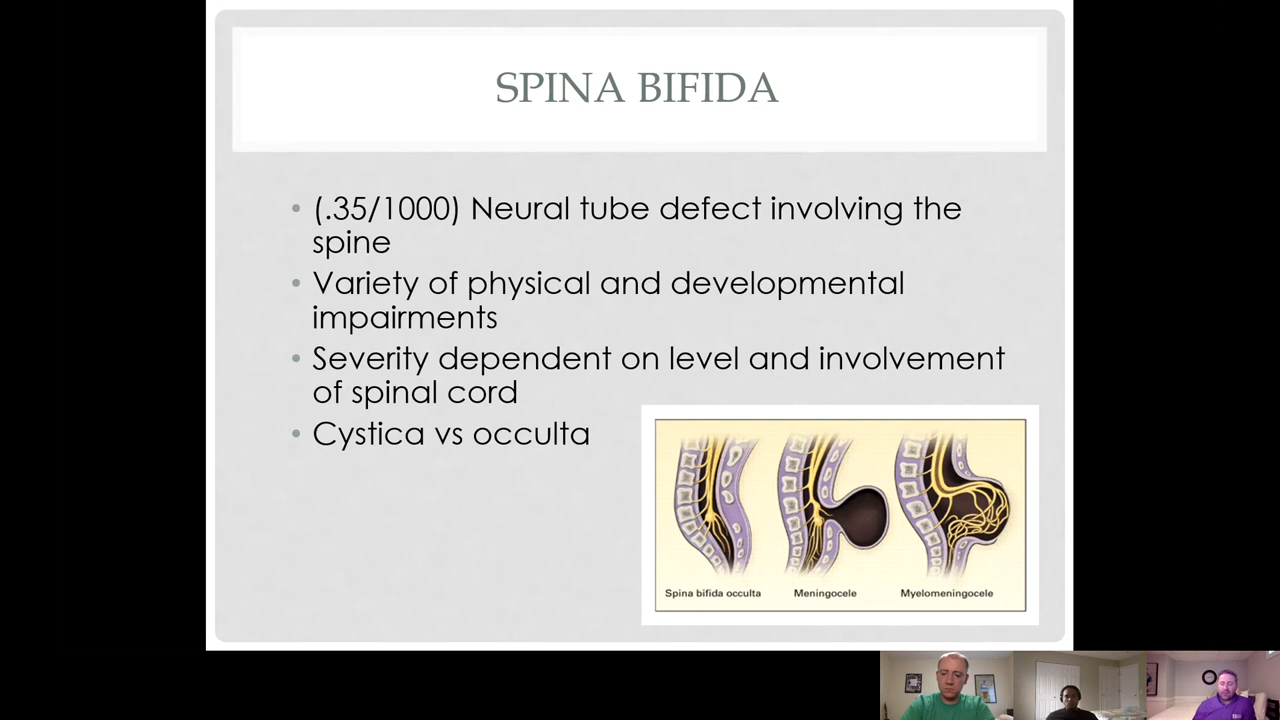 SPINA BIFIDA
• (.35/1000) Neural tube defect involving the
spine
• Variety of physical and developmental
impairments
• Severity dependent on level and involvement
of spinal cord
• Cystica vs occulta
Spina bifida occulta
Meningocele
Myelomeningocele